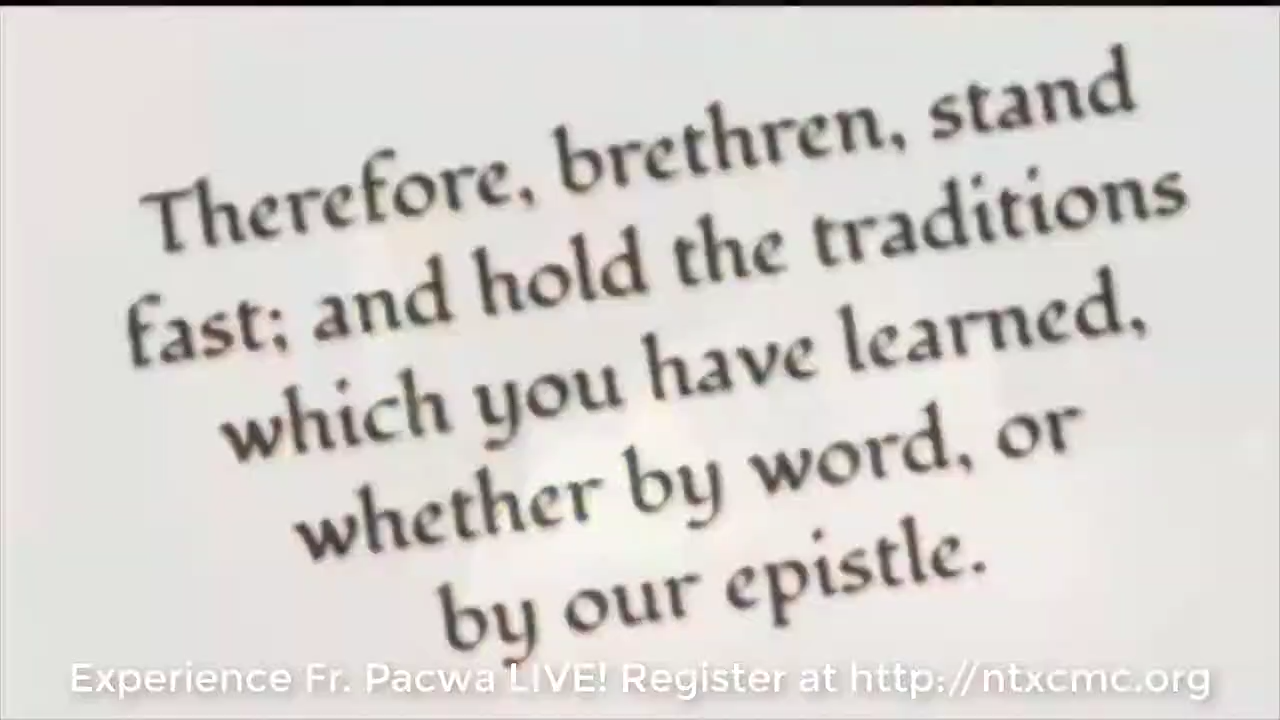 Therefore, brethren, stand
fast; and hold the traditions
which you have learned,
whether by word, or
by our epistle.
Experience Fr. Pacwa LIVE! Register at http://ntxcmc.org